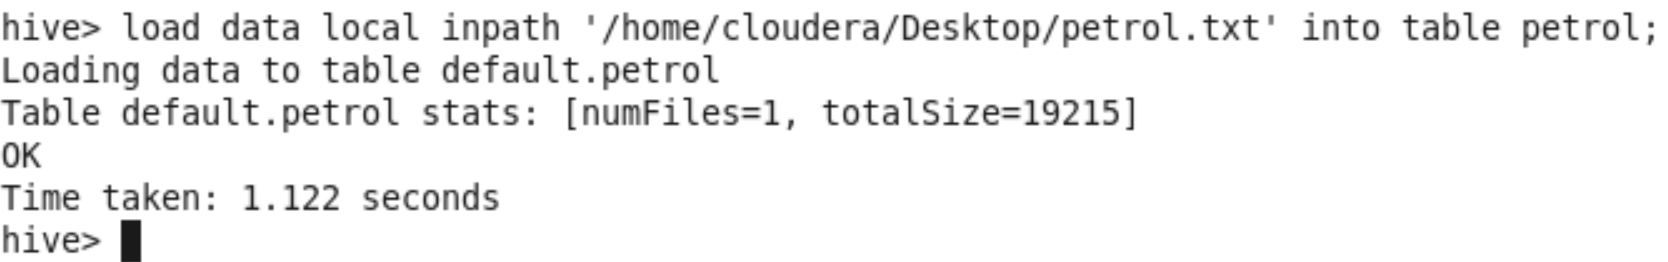 hive> load data local inpath '/home/cloudera/Desktop/petrol.txt' into table petrol;
Loading data to table default.petrol
Table default.petrol stats: [numFiles=1, totalSize=19215]
OK
Time taken: 1.122 seconds
hive>